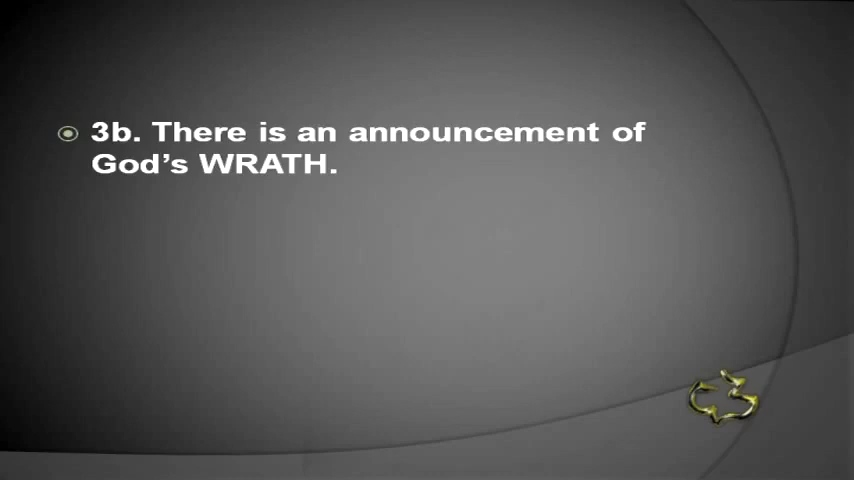 3b. There is an announcement of
God's WRATH.